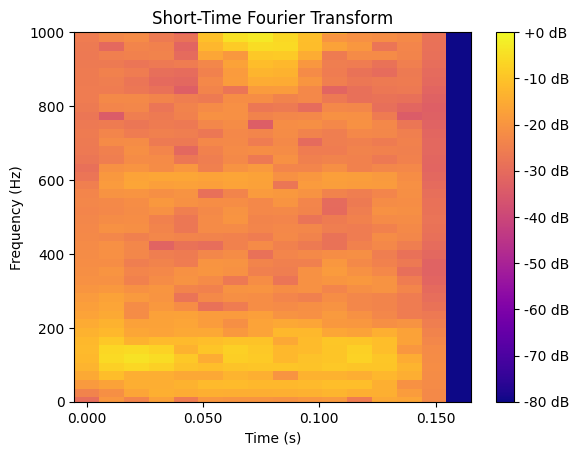 Short-Time Fourier Transform
1000
800
600
400
200
0
Frequency (Hz)
0.000
0.050
0.100
0.150
Time (s)
+0 dB
-10 dB
-20 dB
-30 dB
-40 dB
-50 dB
-60 dB
-70 dB
-80 dB